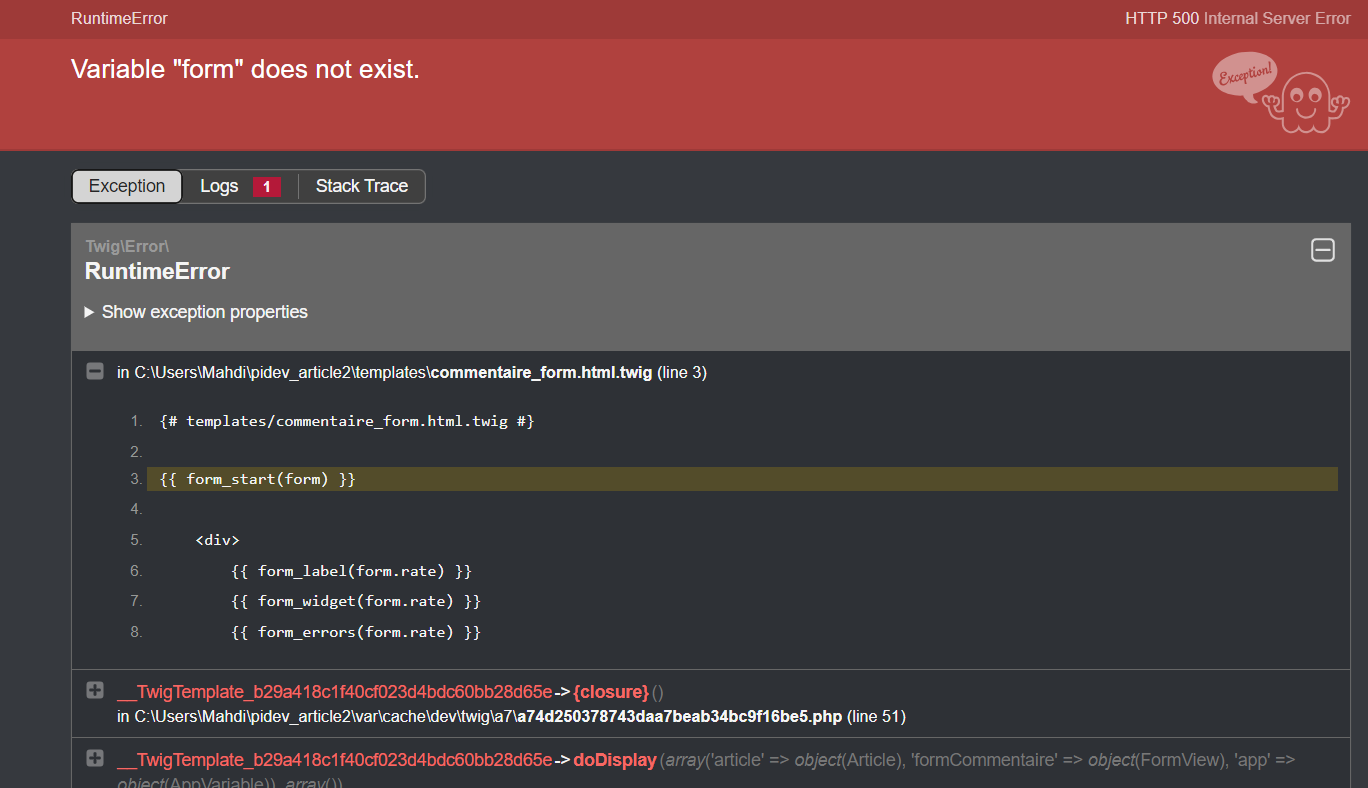 RuntimeError
HTTP 500 Internal Server Error
Variable "form" does not exist.
Exception!
Exception
Logs 1
Stack Trace
Twig\Error\
RuntimeError
Show exception properties
in C:\Users\Mahdi\pidev_article2\templates\commentaire_form.html.twig (line 3)
1. {# templates/commentaire_form.html.twig #}
2.
3. {{ form_start(form) }}
4.
5. <div>
6. {{ form_label(form.rate) }}
7. {{ form_widget(form.rate) }}
8. {{ form_errors(form.rate) }}
__TwigTemplate_b29a418c1f40cf023d4bdc60bb28d65e->{closure}()
in C:\Users\Mahdi\pidev_article2\var\cache\dev\twig\a7\a74d250378743daa7beab34bc9f16be5.php (line 51)
__TwigTemplate_b29a418c1f40cf023d4bdc60bb28d65e->doDisplay(array('article' => object(Article), 'formCommentaire' => object(FormView), 'app' =>
object(AppVariable)), array())